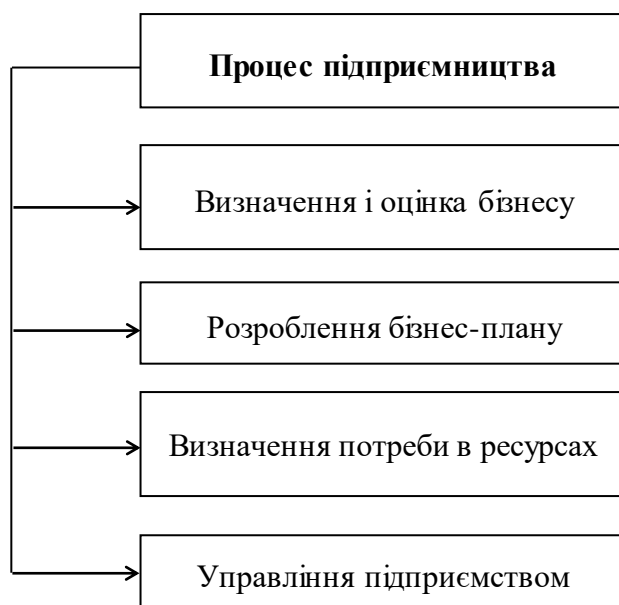 Процес підприємництва
Визначення і оцінка бізнесу
Розроблення бізнес-плану
Визначення потреби в ресурсах
Управління підприємством